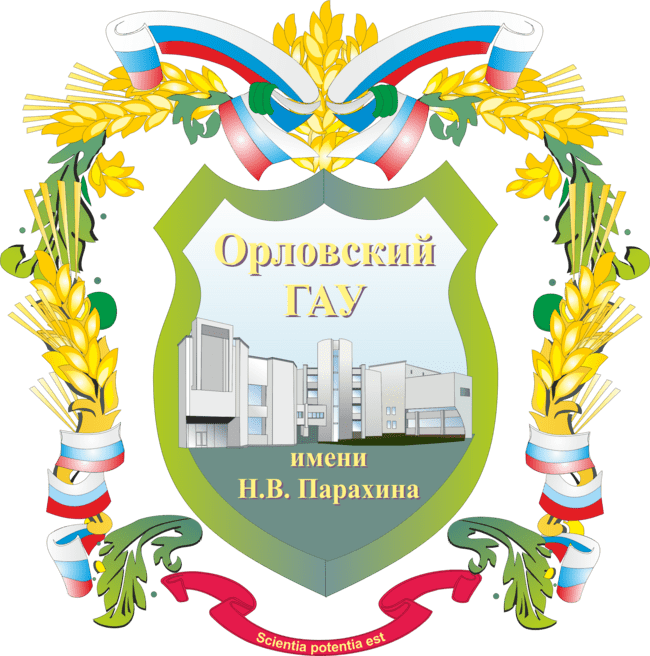 Орловский
ГАУ
имени
Н.В. Парахина
Scientia potentia est